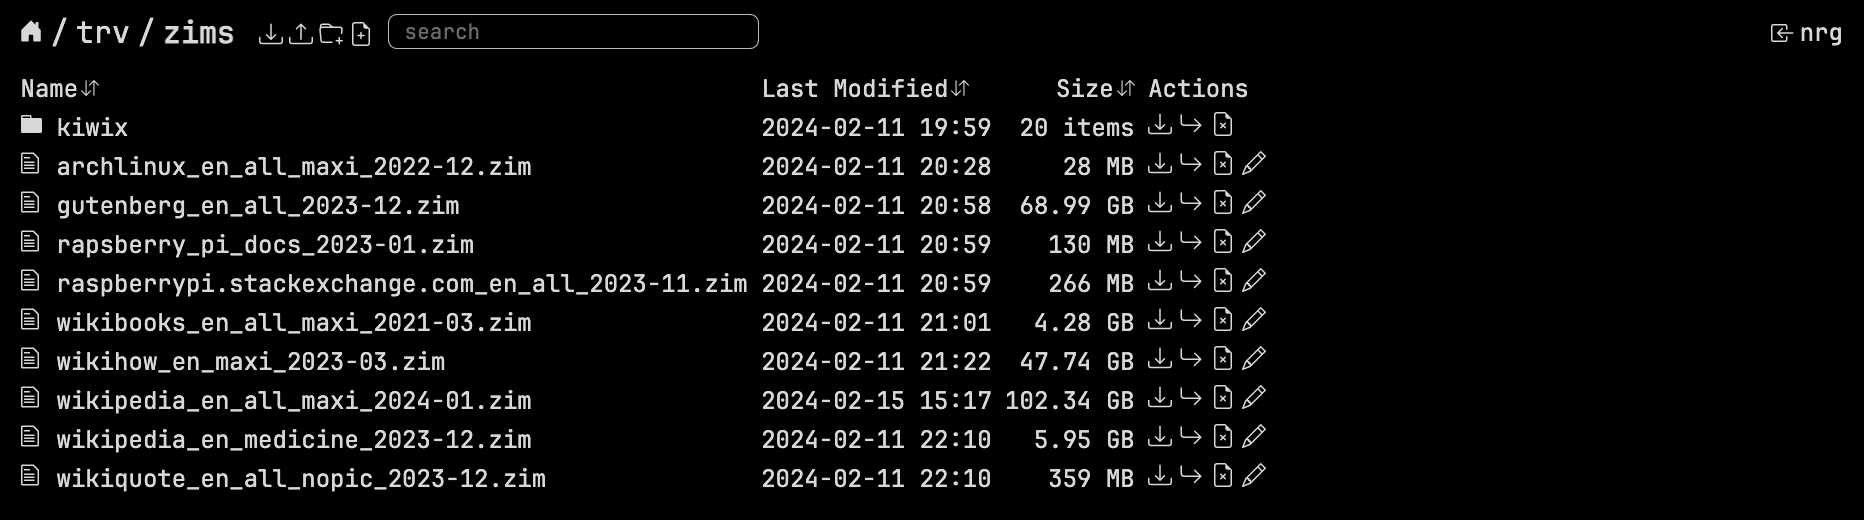 / trv / zims search nrg
Name Last Modified Size Actions
kiwix 2024-02-11 19:59 20 items
archlinux_en_all_maxi_2022-12.zim 2024-02-11 20:28 28 MB
gutenberg_en_all_2023-12.zim 2024-02-11 20:58 68.99 GB
rapsberry_pi_docs_2023-01.zim 2024-02-11 20:59 130 MB
raspberrypi.stackexchange.com_en_all_2023-11.zim 2024-02-11 20:59 266 MB
wikibooks_en_all_maxi_2021-03.zim 2024-02-11 21:01 4.28 GB
wikihow_en_maxi_2023-03.zim 2024-02-11 21:22 47.74 GB
wikipedia_en_all_maxi_2024-01.zim 2024-02-15 15:17 102.34 GB
wikipedia_en_medicine_2023-12.zim 2024-02-11 22:10 5.95 GB
wikiquote_en_all_nopic_2023-12.zim 2024-02-11 22:10 359 MB